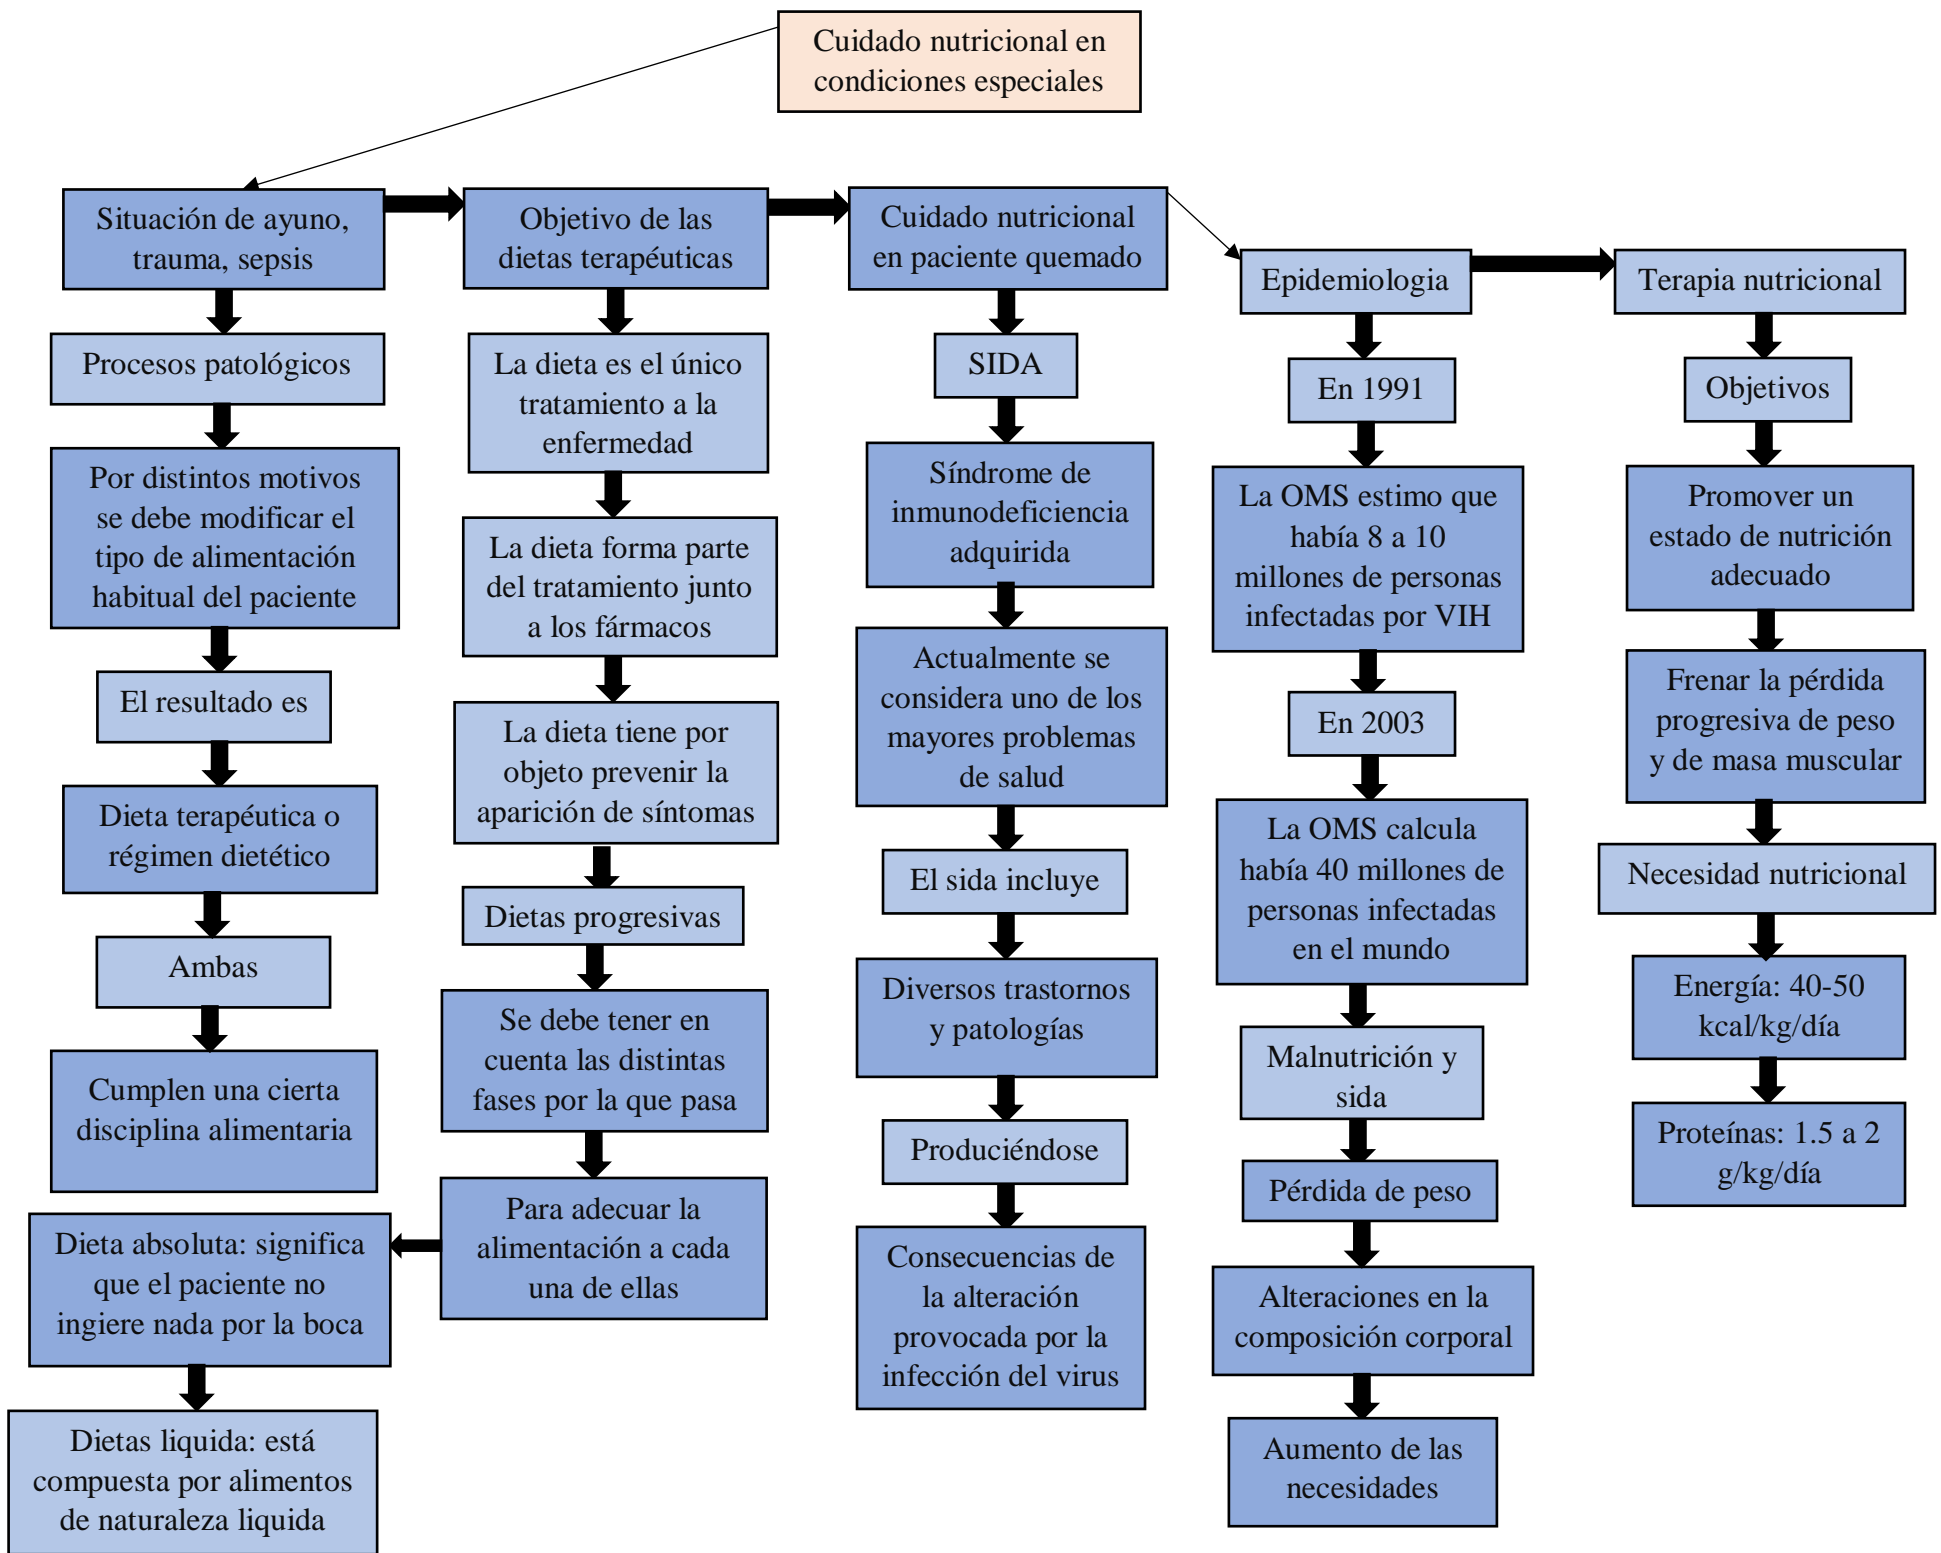 Cuidado nutricional en
condiciones especiales
Situación de ayuno,
trauma, sepsis
Procesos patológicos
Por distintos motivos
se debe modificar el
tipo de alimentación
habitual del paciente
El resultado es
Dieta terapéutica o
régimen dietético
Ambas
Cumplen una cierta
disciplina alimentaria
Objetivo de las
dietas terapéuticas
La dieta es el único
tratamiento a la
enfermedad
La dieta forma parte
del tratamiento junto
a los fármacos
La dieta tiene por
objeto prevenir la
aparición de síntomas
Dietas progresivas
Se debe tener en
cuenta las distintas
fases por la que pasa
Para adecuar la
alimentación a cada
una de ellas
Dieta absoluta: significa
que el paciente no
ingiere nada por la boca
Dietas liquida: está
compuesta por alimentos
de naturaleza liquida
Cuidado nutricional
en paciente quemado
SIDA
Síndrome de
inmunodeficiencia
adquirida
Actualmente se
considera uno de los
mayores problemas
de salud
El sida incluye
Diversos trastornos
y patologías
Produciéndose
Consecuencias de
la alteración
provocada por la
infección del virus
Epidemiologia
En 1991
La OMS estimo que
había 8 a 10
millones de personas
infectadas por VIH
En 2003
La OMS calcula
había 40 millones de
personas infectadas
en el mundo
Malnutrición y
sida
Pérdida de peso
Alteraciones en la
composición corporal
Aumento de las
necesidades
Terapia nutricional
Objetivos
Promover un
estado de nutrición
adecuado
Frenar la pérdida
progresiva de peso
y de masa muscular
Necesidad nutricional
Energía: 40-50
kcal/kg/día
Proteínas: 1.5 a 2
g/kg/día